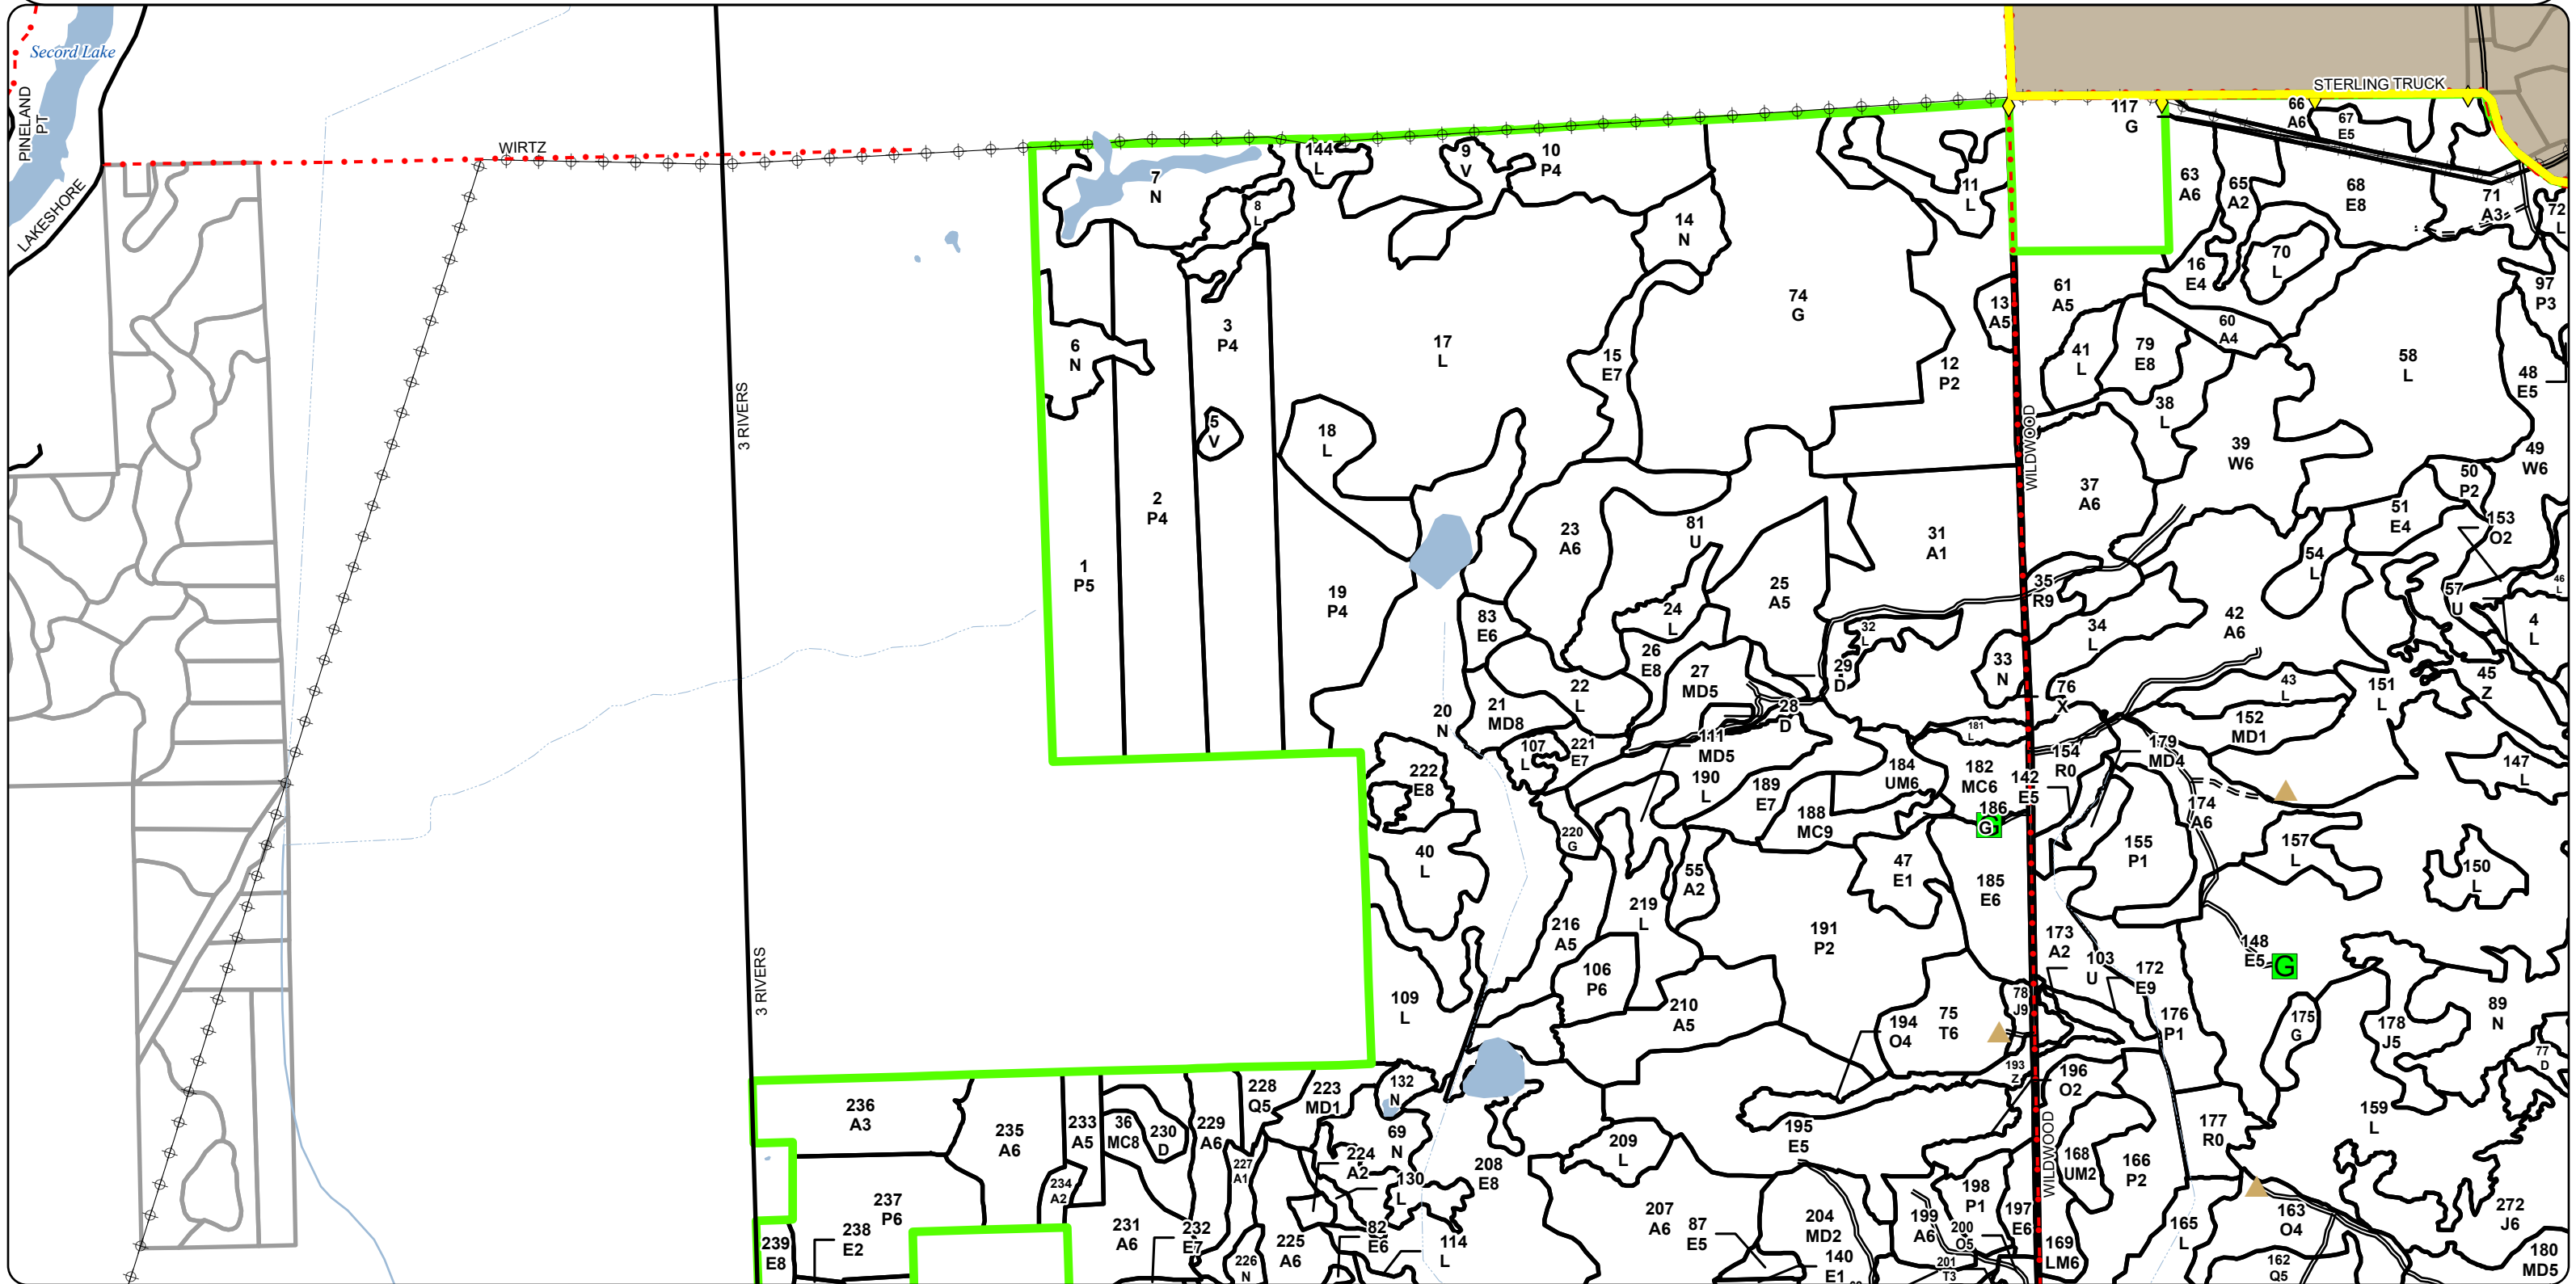 Secord Lake
PINELAND
PT
LAKESHORE
WIRTZ
3 RIVERS
3 RIVERS
STERLING TRUCK
WILDWOOD
WILDWOOD
117
G
66
A6
67
E5
144
L
9
V
10
P4
7
N
8
L
11
L
63
A6
65
A2
68
E8
71
A3
72
L
14
N
70
L
16
E4
97
P3
61
A5
13
A5
74
G
3
P4
6
N
17
L
15
E7
12
P2
60
A4
41
L
79
E8
58
L
48
E5
38
L
5
V
18
L
39
W6
49
W6
50
P2
37
A6
2
P4
23
A6
81
U
51
E4
153
O2
31
A1
54
L
1
P5
19
P4
25
A5
35
R9
46
L
57
U
24
L
83
E6
32
L
34
L
42
A6
4
L
26
E8
27
MD5
29
D
33
N
22
L
76
X
43
L
151
L
45
Z
21
MD8
20
N
28
D
152
MD1
181
L
107
L
221
E7
111
MD5
154
R0
179
MD4
147
L
222
E8
190
L
189
E7
184
UM6
182
MC6
142
E5
188
MC9
186
G
G
174
A6
220
G
40
L
55
A2
47
E1
155
P1
157
L
150
L
185
E6
219
L
216
A5
191
P2
173
A2
148
E5
G
103
U
172
E9
106
P6
109
L
210
A5
78
J9
75
T6
194
O4
176
P1
175
G
178
J5
89
N
77
D
193
Z
196
O2
132
N
223
MD1
228
Q5
236
A3
235
A6
233
A5
36
MC8
230
D
229
A6
69
N
159
L
177
R0
195
E5
209
L
208
E8
224
A2
227
A1
234
A2
130
L
168
UM2
166
P2
198
P1
237
P6
207
A6
87
E5
204
MD2
199
A6
197
E6
200
O5
163
O4
272
J6
165
L
238
E2
239
E8
231
A6
232
E7
226
N
225
A6
82
E6
114
L
140
E1
201
T3
169
LM6
162
Q5
180
MD5